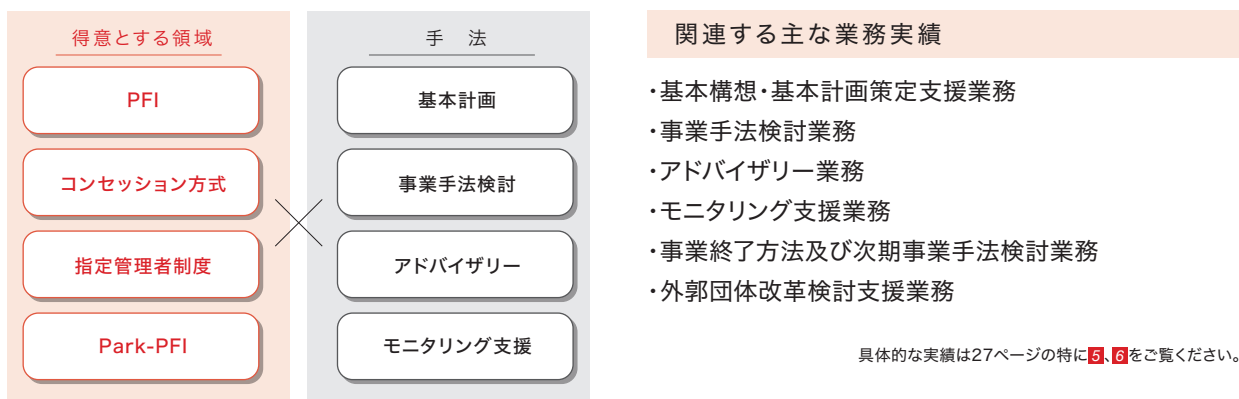 得意とする領域
PFI
コンセッション方式
指定管理者制度
Park-PFI
手 法
基本計画
事業手法検討
アドバイザリー
モニタリング支援
関連する主な業務実績
・基本構想・基本計画策定支援業務
・事業手法検討業務
・アドバイザリー業務
・モニタリング支援業務
・事業終了方法及び次期事業手法検討業務
・外郭団体改革検討支援業務
具体的な実績は27ページの特に5、6をご覧ください。